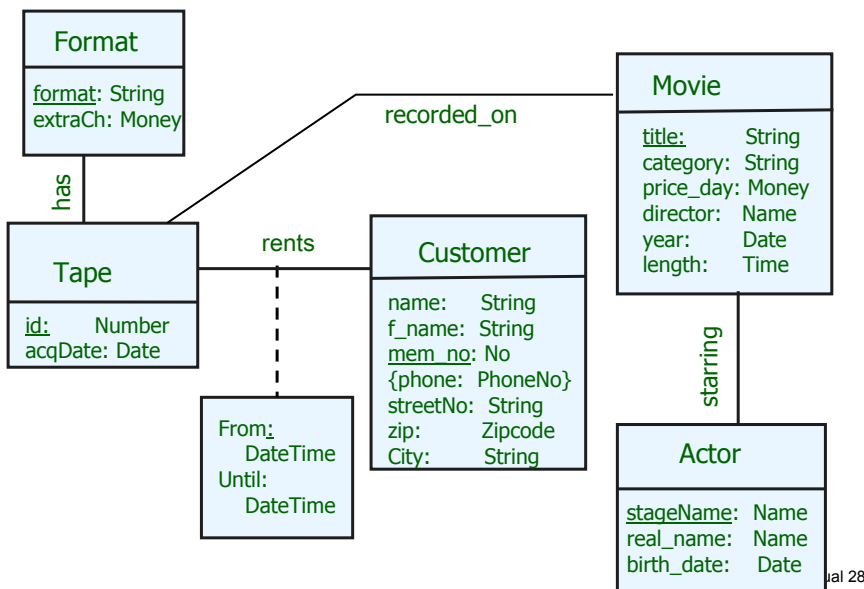 Format
format: String
extraCh: Money
has
recorded_on
Movie
title: String
category: String
price_day: Money
director: Name
year: Date
length: Time
Tape
id: Number
acqDate: Date
rents
Customer
name: String
f_name: String
mem_no: No
{phone: PhoneNo}
streetNo: String
zip: Zipcode
City: String
From:
DateTime
Until:
DateTime
starring
Actor
stageName: Name
real_name: Name
birth_date: Date
28